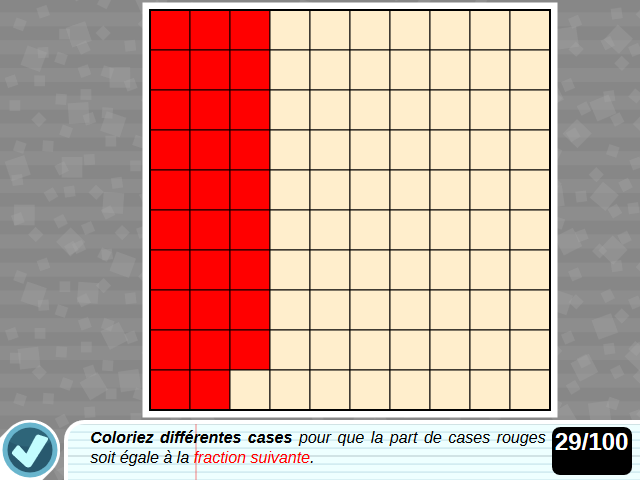 Coloriez différentes cases pour que la part de cases rouges
soit égale à la fraction suivante.
29/100